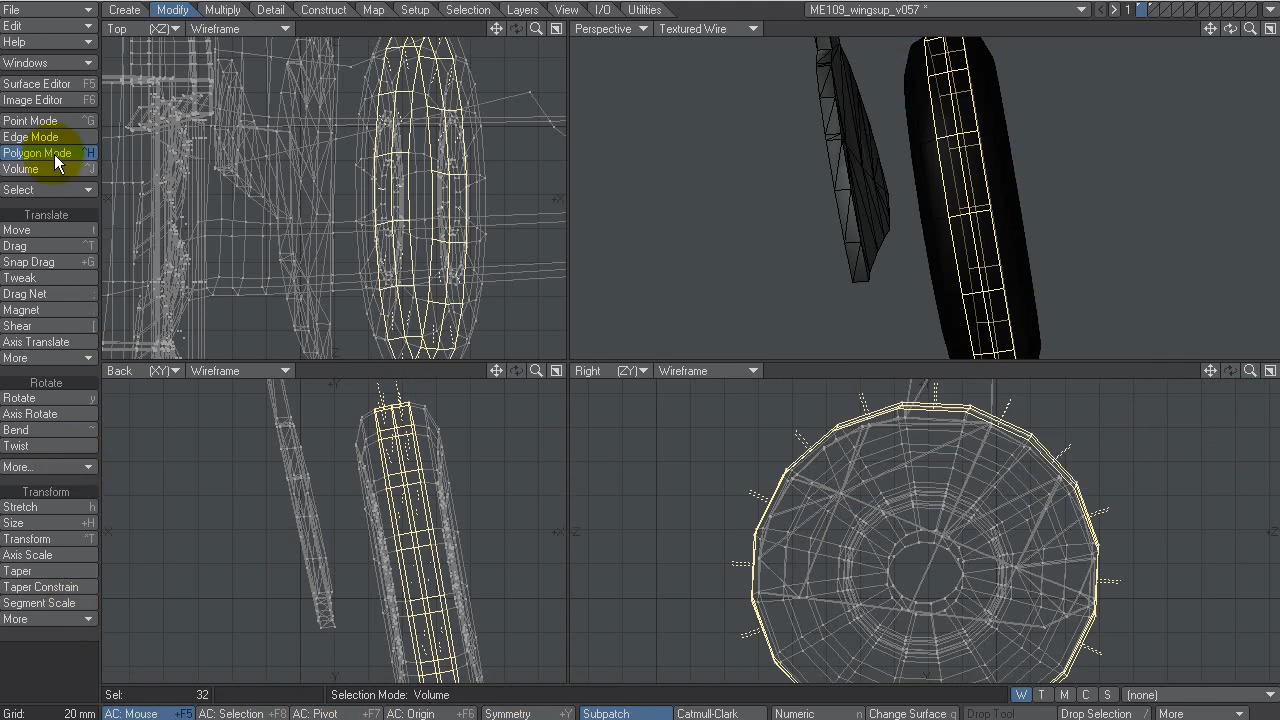 File Create Modify Multiply Detail Construct Map Setup Selection Layers View I/O Utilities ME109_wingsup_v057 * 1
Edit
Help
Windows
Surface Editor F5
Image Editor F6
Point Mode ^G
Edge Mode
Polygon Mode ^H
Volume ^J
Select
Translate
Move t
Drag ^T
Snap Drag +G
Tweak
Drag Net ;
Magnet :
Shear [
Axis Translate
More
Rotate
Rotate y
Axis Rotate
Bend ~
Twist
More...
Transform
Stretch h
Size +H
Transform ^T
Axis Scale
Taper
Taper Constrain
Segment Scale
More
Top (XZ) Wireframe
Perspective Textured Wire
Back (XY) Wireframe
Right (ZY) Wireframe
Sel: 32 Selection Mode: Volume W T M C S (none)
Grid: 20 mm AC: Mouse +F5 AC: Selection +F8 AC: Pivot +F7 AC: Origin +F6 Symmetry +Y Subpatch Catmull-Clark Numeric n Change Surface q Drop Tool / Drop Selection / More